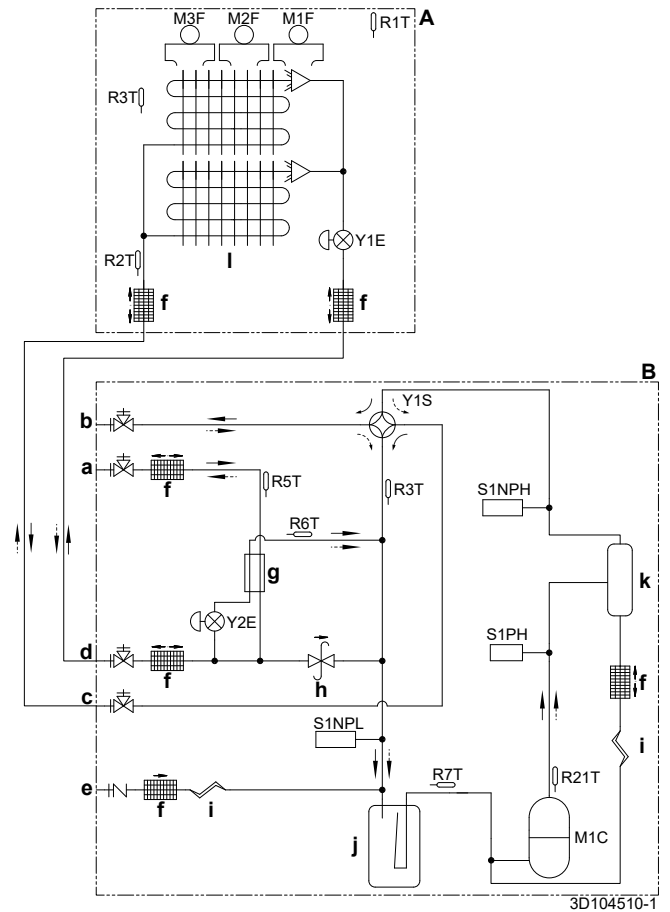 M3F M2F M1F
R1T
A
R3T
Y1E
R2T
l
f
f
B
b
Y1S
a
f
R5T
R3T
S1NPH
R6T
g
k
Y2E
S1PH
d
f
h
f
c
S1NPL
i
e
f
i
R7T
R21T
j
M1C
3D104510-1